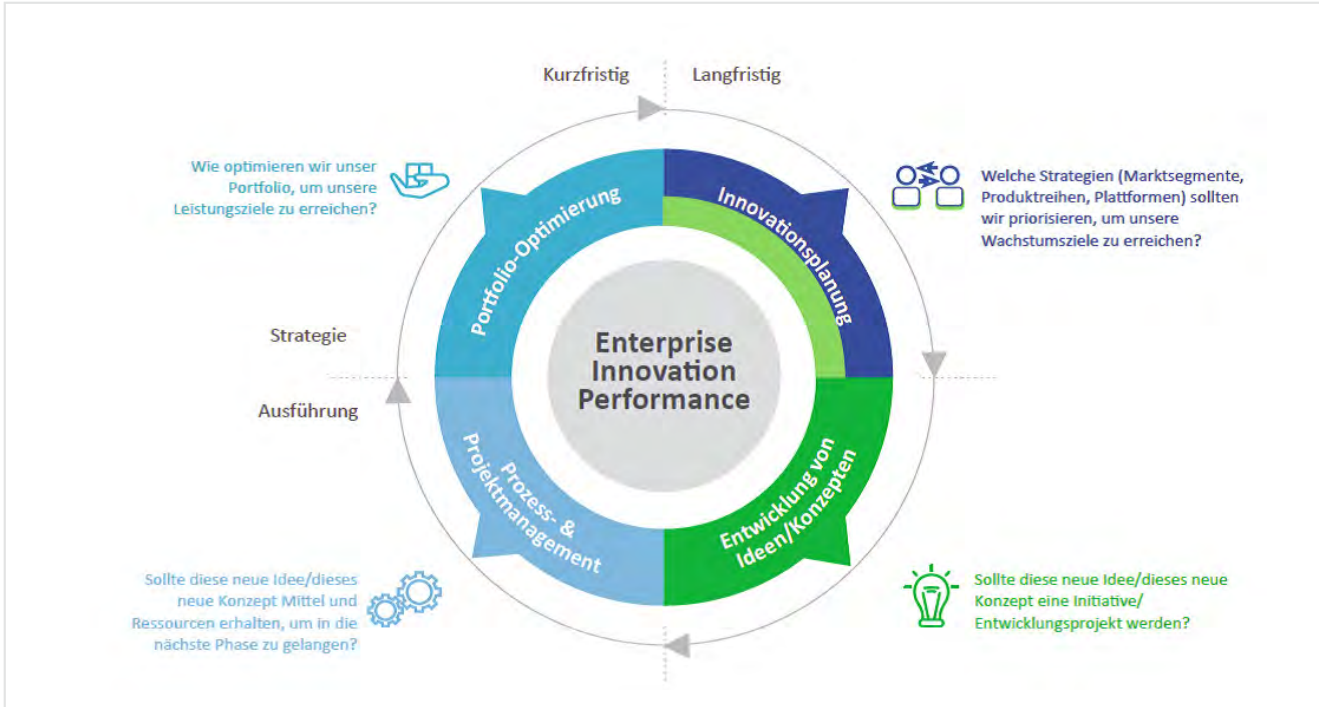 Kurzfristig
Langfristig
Wie optimieren wir unser
Portfolio, um unsere
Leistungsziele zu erreichen?
Welche Strategien (Marktsegmente,
Produktreihen, Plattformen) sollten
wir priorisieren, um unsere
Wachstumsziele zu erreichen?
Portfolio-Optimierung
Innovationsplanung
Strategie
Ausführung
Enterprise
Innovation
Performance
Prozess- &
Projektmanagement
Entwicklung von
Ideen/Konzepten
Sollte diese neue Idee/dieses
neue Konzept Mittel und
Ressourcen erhalten, um in die
nächste Phase zu gelangen?
Sollte diese neue Idee/dieses neue
Konzept eine Initiative/
Entwicklungsprojekt werden?